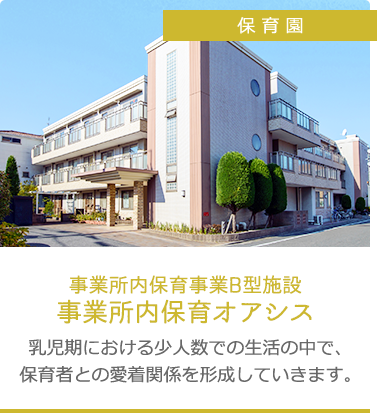 保育園
事業所内保育事業B型施設
事業所内保育オアシス
乳児期における少人数での生活の中で、
保育者との愛着関係を形成していきます。